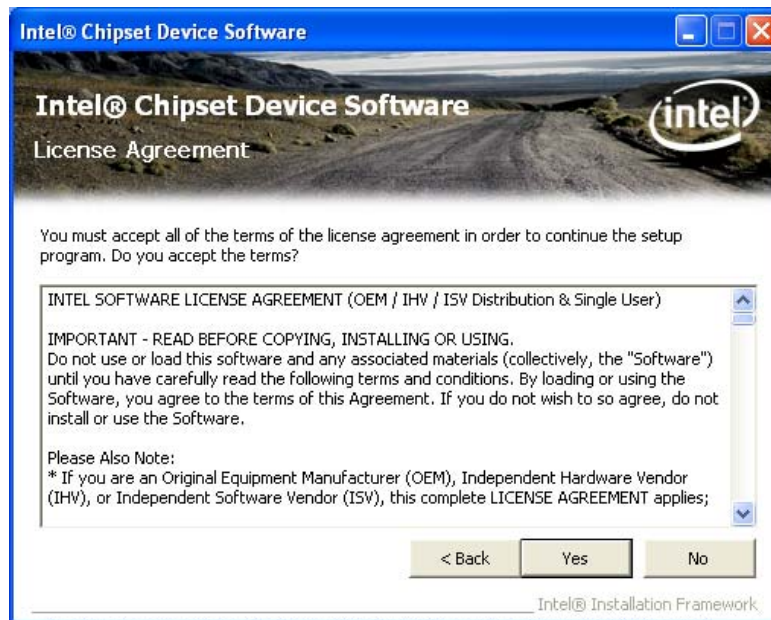 Intel® Chipset Device Software
Intel® Chipset Device Software
intel
License Agreement
You must accept all of the terms of the license agreement in order to continue the setup
program. Do you accept the terms?
INTEL SOFTWARE LICENSE AGREEMENT (OEM / IHV / ISV Distribution & Single User)
IMPORTANT - READ BEFORE COPYING, INSTALLING OR USING.
Do not use or load this software and any associated materials (collectively, the "Software")
until you have carefully read the following terms and conditions. By loading or using the
Software, you agree to the terms of this Agreement. If you do not wish to so agree, do not
install or use the Software.
Please Also Note:
* If you are an Original Equipment Manufacturer (OEM), Independent Hardware Vendor
(IHV), or Independent Software Vendor (ISV), this complete LICENSE AGREEMENT applies;
< Back Yes No
Intel® Installation Framework